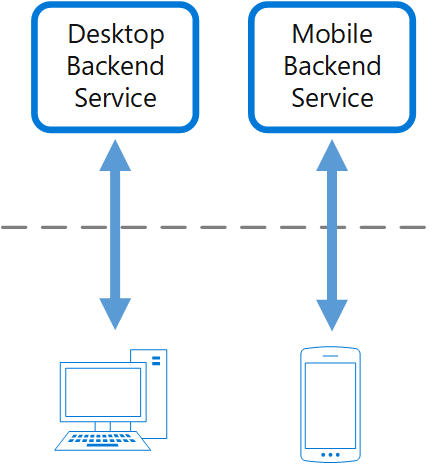 Desktop
Backend
Service
Mobile
Backend
Service